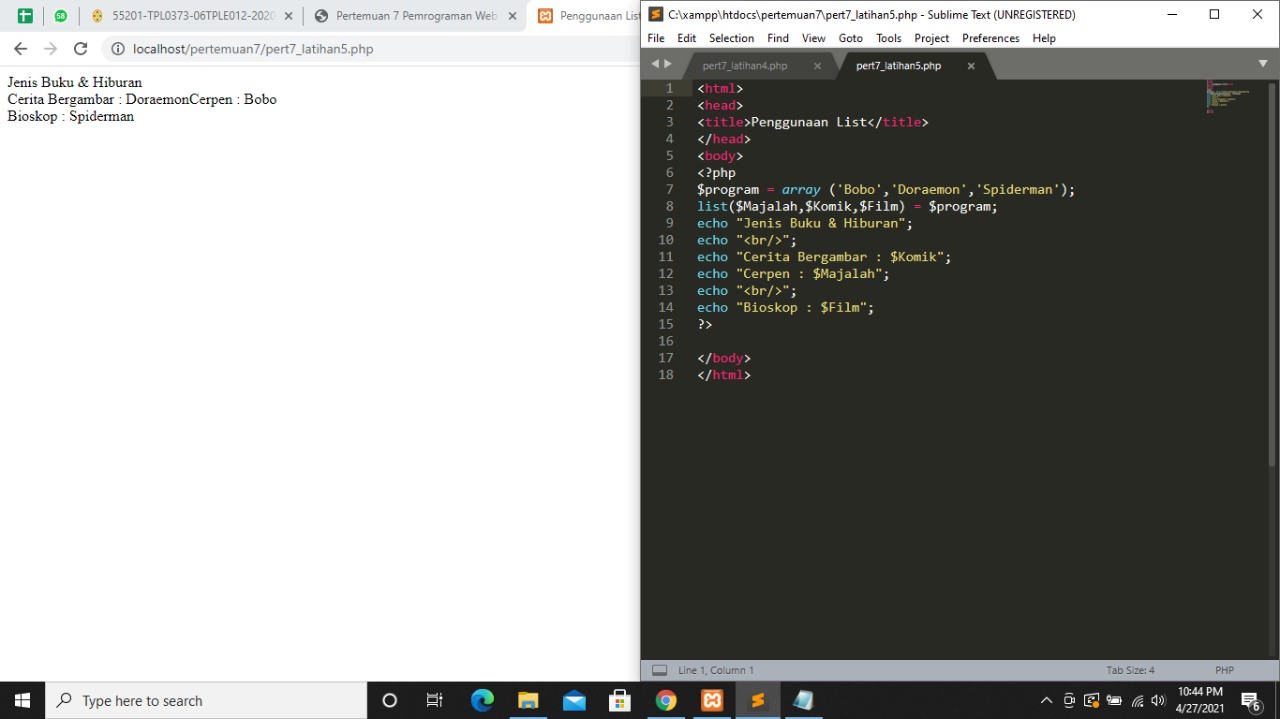 55201-TPL0373-06TPLE012-2020
Pertemuan 7 Pemrograman Web
Penggunaan List
localhost/pertemuan7/pert7_latihan5.php
Jenis Buku & Hiburan
Cerita Bergambar : DoraemonCerpen : Bobo
Bioskop : Spiderman
C:\xampp\htdocs\pertemuan7\pert7_latihan5.php - Sublime Text (UNREGISTERED)
File Edit Selection Find View Goto Tools Project Preferences Help
pert7_latihan4.php pert7_latihan5.php
1 <html>
2 <head>
3 <title>Penggunaan List</title>
4 </head>
5 <body>
6 <?php
7 $program = array ('Bobo','Doraemon','Spiderman');
8 list($Majalah,$Komik,$Film) = $program;
9 echo "Jenis Buku & Hiburan";
10 echo "<br/>";
11 echo "Cerita Bergambar : $Komik";
12 echo "Cerpen : $Majalah";
13 echo "<br/>";
14 echo "Bioskop : $Film";
15 ?>
16
17 </body>
18 </html>
Line 1, Column 1 Tab Size: 4 PHP
Type here to search
10:44 PM
4/27/2021
6